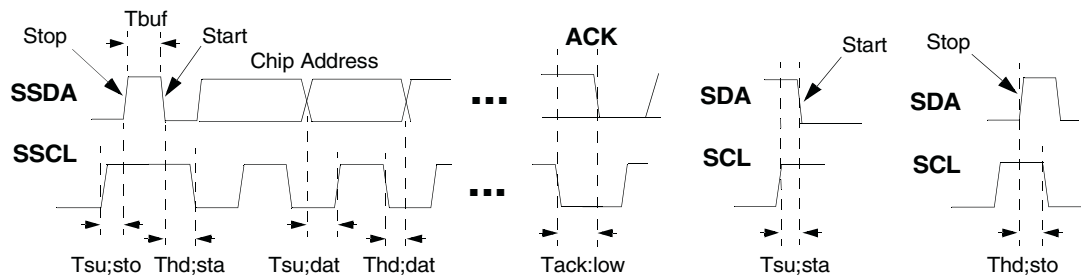 Tbuf
Stop
Start
Chip Address
ACK
Start
Stop
SSDA
...
SDA
SDA
SSCL
...
SCL
SCL
Tsu;sto
Thd;sta
Tsu;dat
Thd;dat
Tack:low
Tsu;sta
Thd;sto